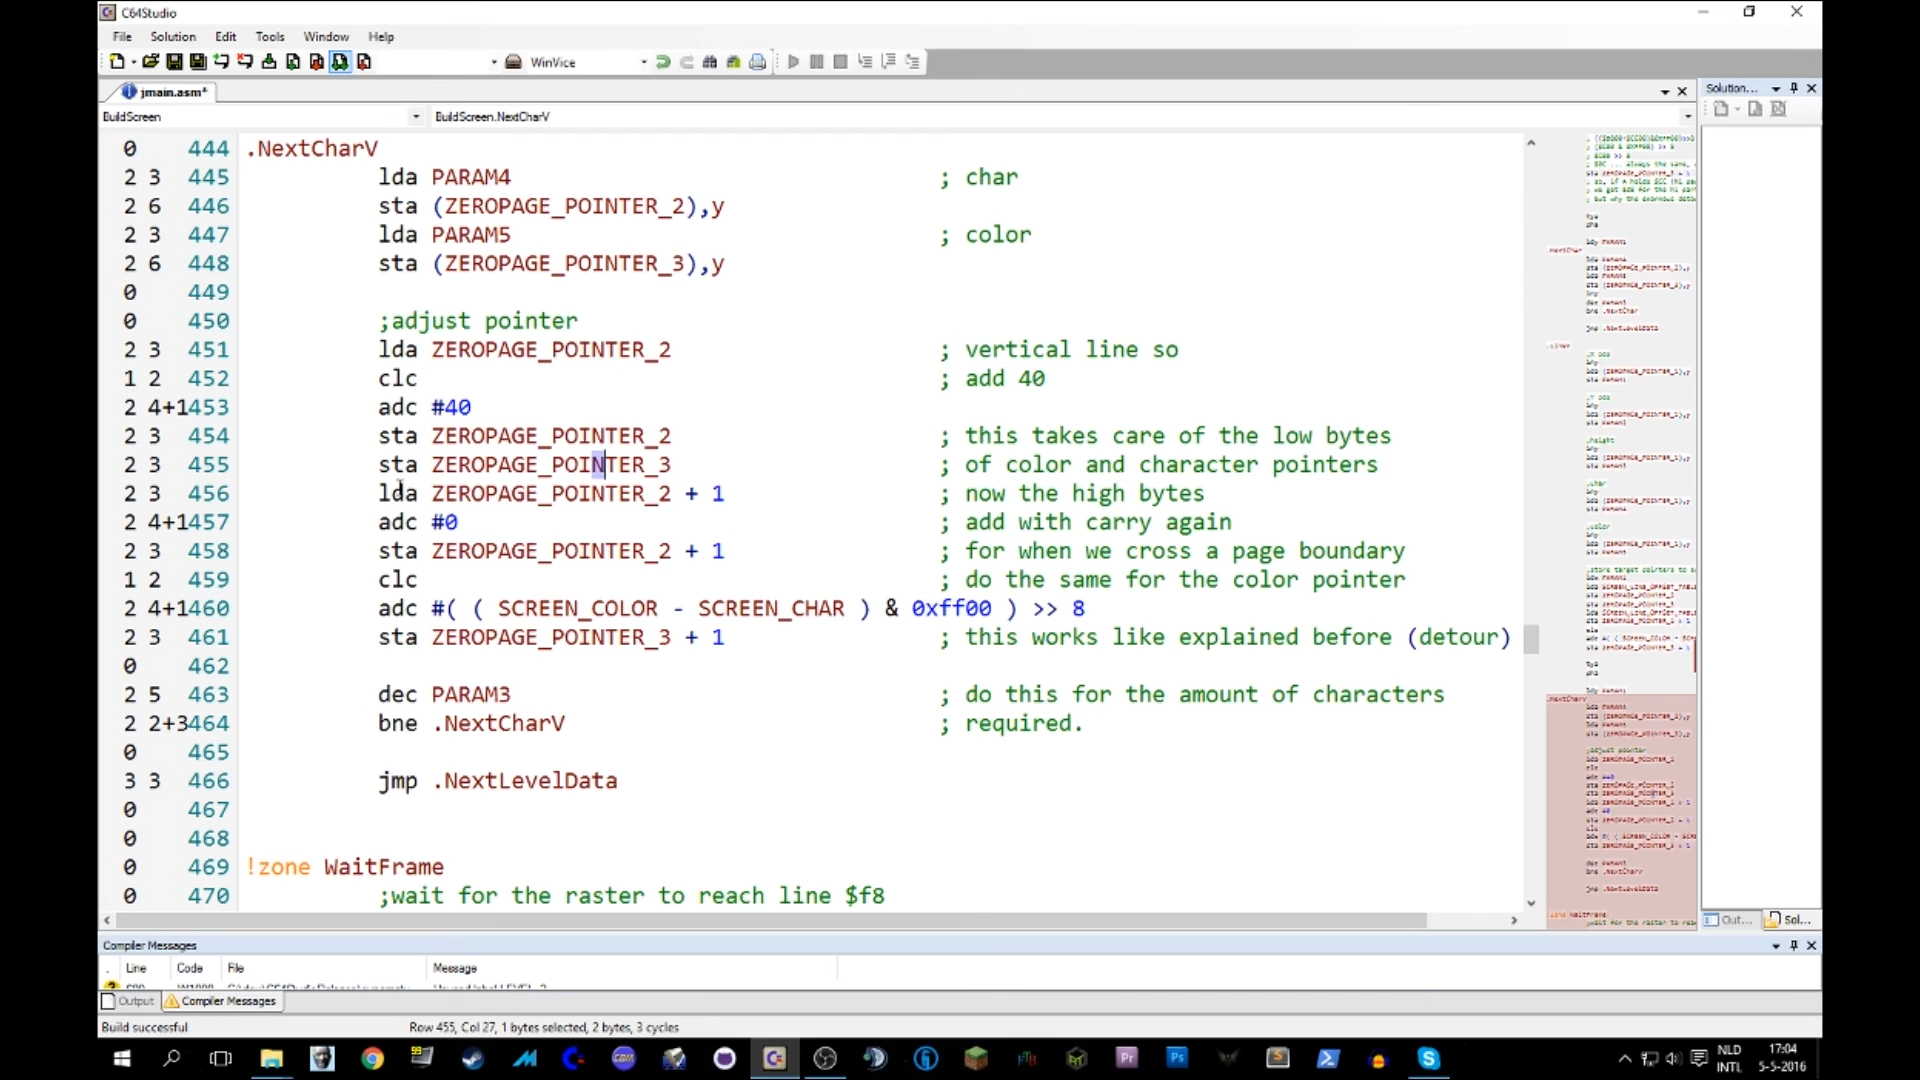 C64Studio
File Solution Edit Tools Window Help
WinVice
jmain.asm*
Solution...
BuildScreen BuildScreen.NextCharV
0 444 .NextCharV
2 3 445 lda PARAM4 ; char
2 6 446 sta (ZEROPAGE_POINTER_2),y
2 3 447 lda PARAM5 ; color
2 6 448 sta (ZEROPAGE_POINTER_3),y
0 449
0 450 ;adjust pointer
2 3 451 lda ZEROPAGE_POINTER_2 ; vertical line so
1 2 452 clc ; add 40
2 4+1453 adc #40
2 3 454 sta ZEROPAGE_POINTER_2 ; this takes care of the low bytes
2 3 455 sta ZEROPAGE_POINTER_3 ; of color and character pointers
2 3 456 lda ZEROPAGE_POINTER_2 + 1 ; now the high bytes
2 4+1457 adc #0 ; add with carry again
2 3 458 sta ZEROPAGE_POINTER_2 + 1 ; for when we cross a page boundary
1 2 459 clc ; do the same for the color pointer
2 4+1460 adc #( ( SCREEN_COLOR - SCREEN_CHAR ) & 0xff00 ) >> 8
2 3 461 sta ZEROPAGE_POINTER_3 + 1 ; this works like explained before (detour)
0 462
2 5 463 dec PARAM3 ; do this for the amount of characters
2 2+3464 bne .NextCharV ; required.
0 465
3 3 466 jmp .NextLevelData
0 467
0 468
0 469 !zone WaitFrame
0 470 ;wait for the raster to reach line $f8
Out... Sol...
Compiler Messages
. Line Code File Message
Output Compiler Messages
Build successful Row 455, Col 27, 1 bytes selected, 2 bytes, 3 cycles
NLD 17:04
INTL 5-5-2016